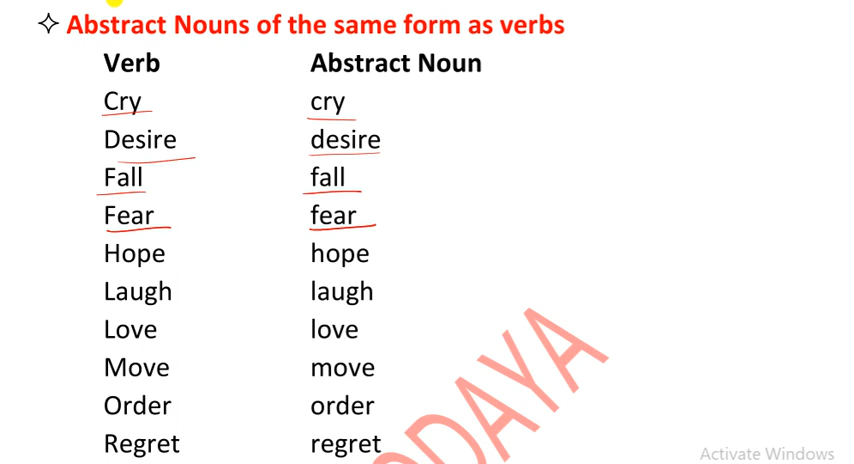 ✧ Abstract Nouns of the same form as verbs
Verb Abstract Noun
Cry cry
Desire desire
Fall fall
Fear fear
Hope hope
Laugh laugh
Love love
Move move
Order order
Regret regret
Activate Windows